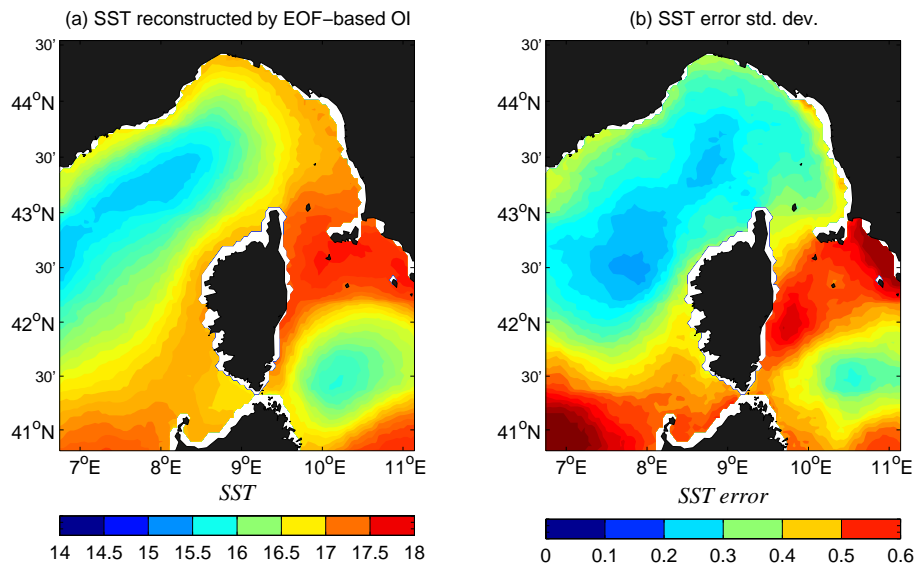 (a) SST reconstructed by EOF−based OI
30'
44°N
30'
43°N
30'
42°N
30'
41°N
7°E
8°E
9°E
10°E
11°E
SST
14
14.5
15
15.5
16
16.5
17
17.5
18
(b) SST error std. dev.
30'
44°N
30'
43°N
30'
42°N
30'
41°N
7°E
8°E
9°E
10°E
11°E
SST error
0
0.1
0.2
0.3
0.4
0.5
0.6